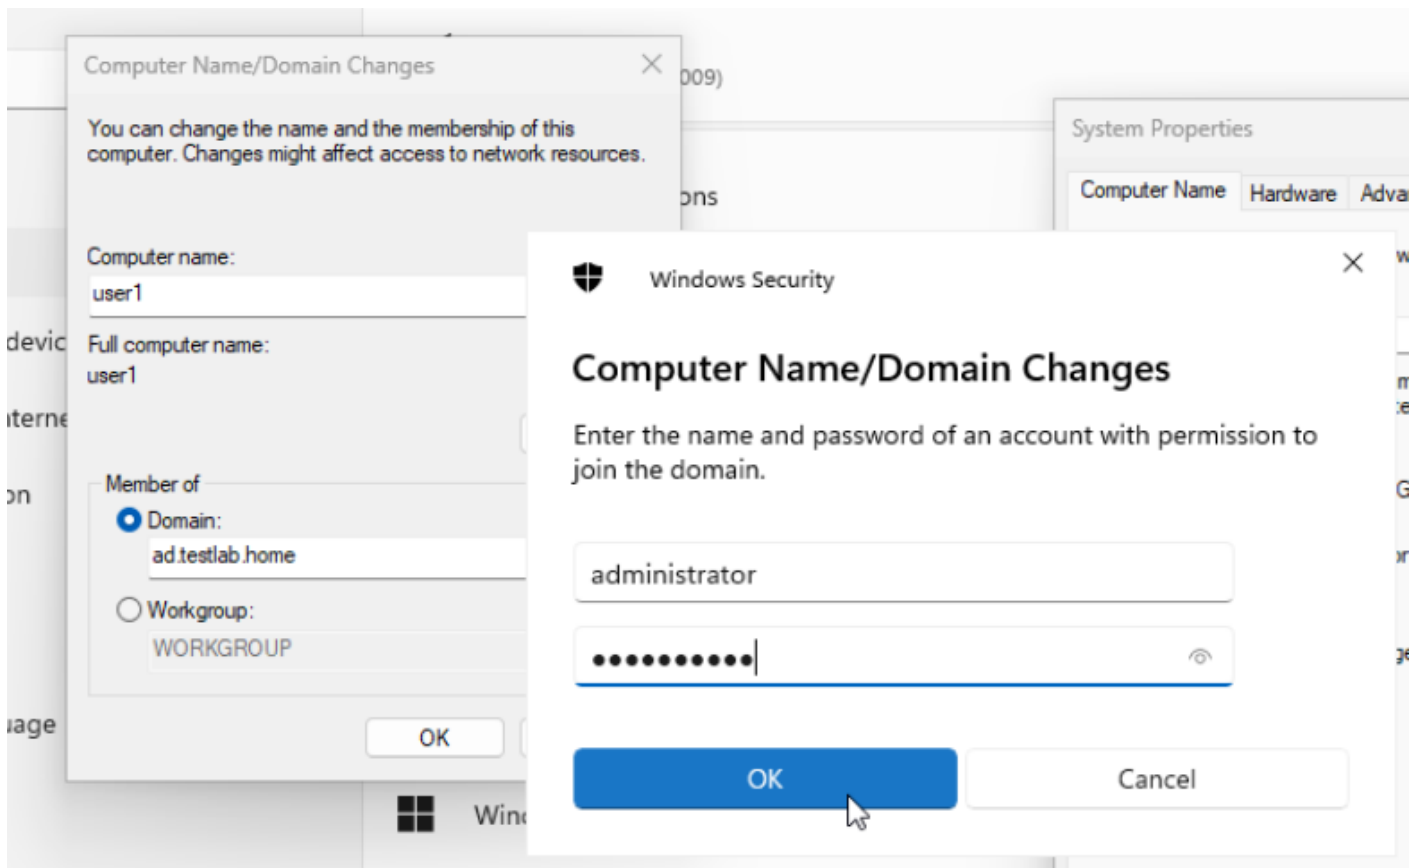 Computer Name/Domain Changes
009)
You can change the name and the membership of this
computer. Changes might affect access to network resources.
System Properties
Computer Name
Hardware
ons
Computer name:
user1
Full computer name:
user1
Member of
Domain:
ad.testlab.home
Workgroup:
WORKGROUP
OK
Windows Security
Computer Name/Domain Changes
Enter the name and password of an account with permission to
join the domain.
administrator
●●●●●●●●●●
OK
Cancel
devic
on
uage